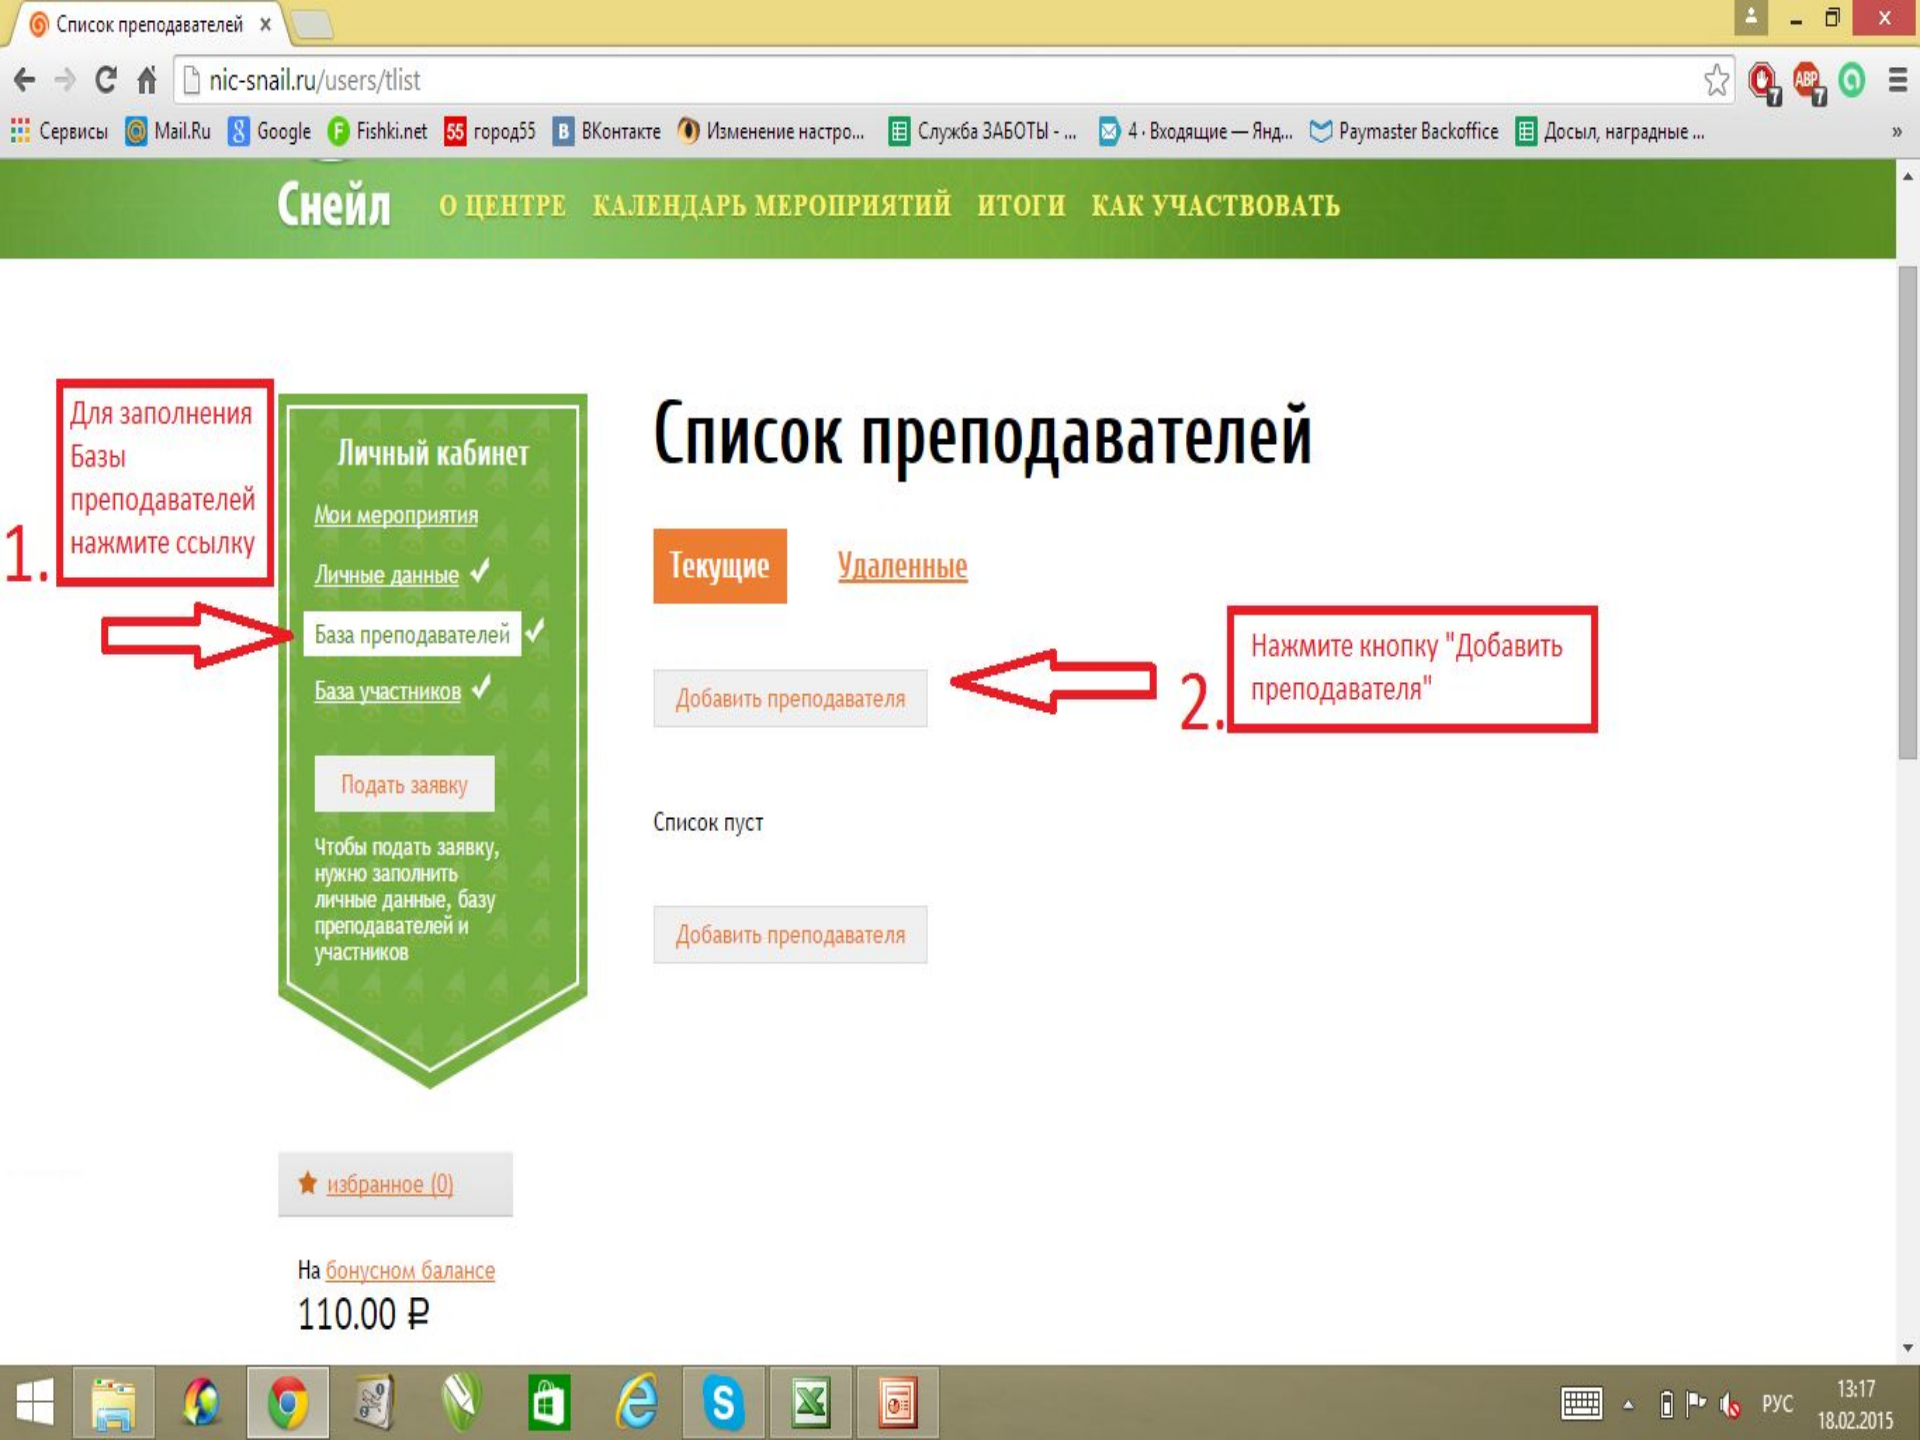 Список преподавателей
nic-snail.ru/users/tlist
Сервисы Mail.Ru Google Fishki.net 55 город55 ВКонтакте Изменение настро... Служба ЗАБОТЫ - ... 4 · Входящие — Янд... Paymaster Backoffice Досыл, наградные ... »
Снейл О ЦЕНТРЕ КАЛЕНДАРЬ МЕРОПРИЯТИЙ ИТОГИ КАК УЧАСТВОВАТЬ
1.
Для заполнения
Базы
преподавателей
нажмите ссылку
Личный кабинет
Мои мероприятия
Личные данные
База преподавателей
База участников
Подать заявку
Чтобы подать заявку,
нужно заполнить
личные данные, базу
преподавателей и
участников
избранное (0)
На бонусном балансе
110.00 ₽
Список преподавателей
Текущие Удаленные
Добавить преподавателя
2.
Нажмите кнопку "Добавить
преподавателя"
Список пуст
Добавить преподавателя
РУС
13:17
18.02.2015